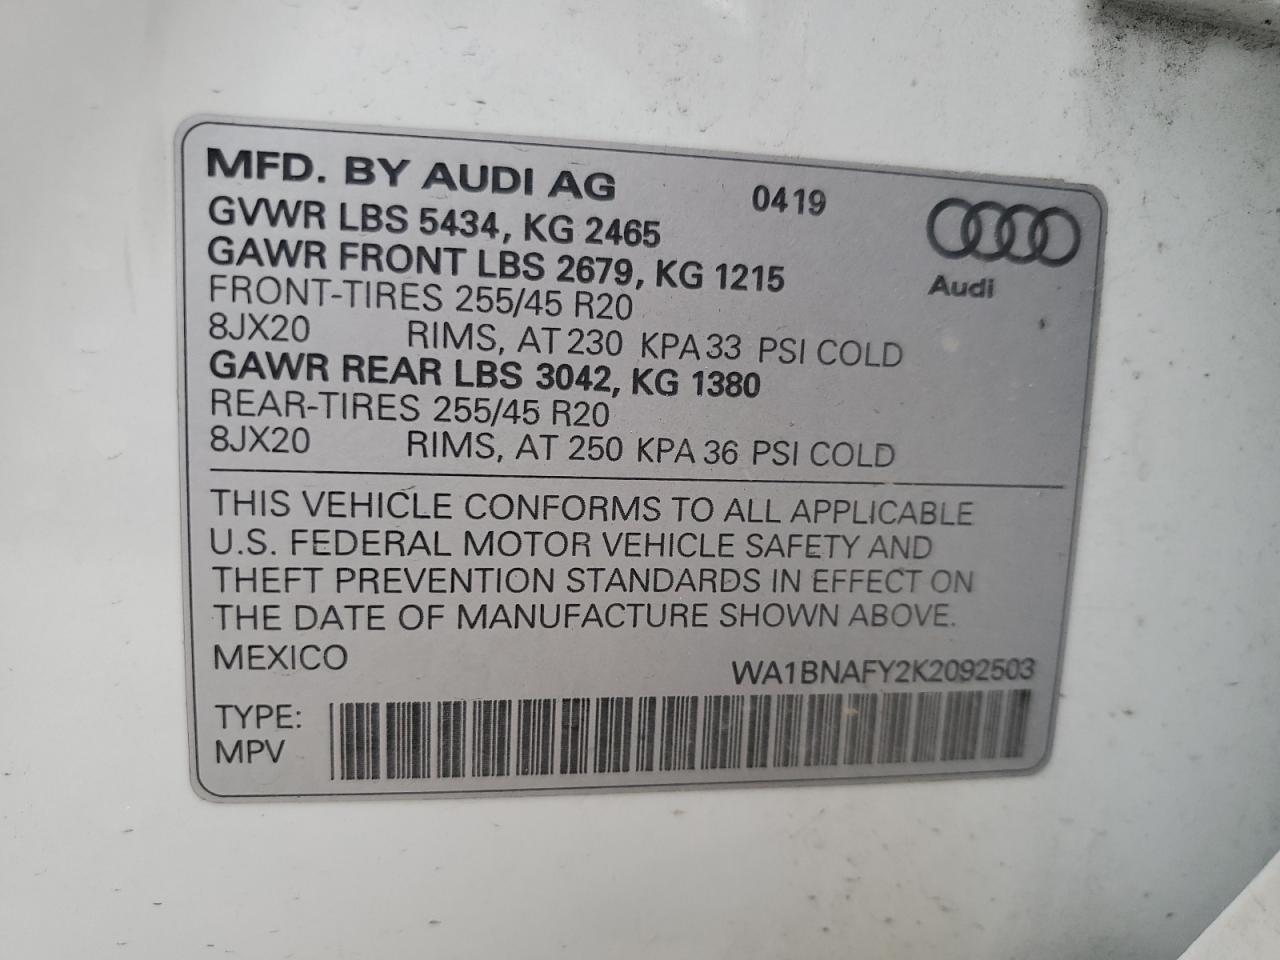 MFD. BY AUDI AG 0419
GVWR LBS 5434, KG 2465
GAWR FRONT LBS 2679, KG 1215
Audi
FRONT-TIRES 255/45 R20
8JX20 RIMS, AT 230 KPA 33 PSI COLD
GAWR REAR LBS 3042, KG 1380
REAR-TIRES 255/45 R20
8JX20 RIMS, AT 250 KPA 36 PSI COLD
THIS VEHICLE CONFORMS TO ALL APPLICABLE
U.S. FEDERAL MOTOR VEHICLE SAFETY AND
THEFT PREVENTION STANDARDS IN EFFECT ON
THE DATE OF MANUFACTURE SHOWN ABOVE.
MEXICO WA1BNAFY2K2092503
TYPE:
MPV